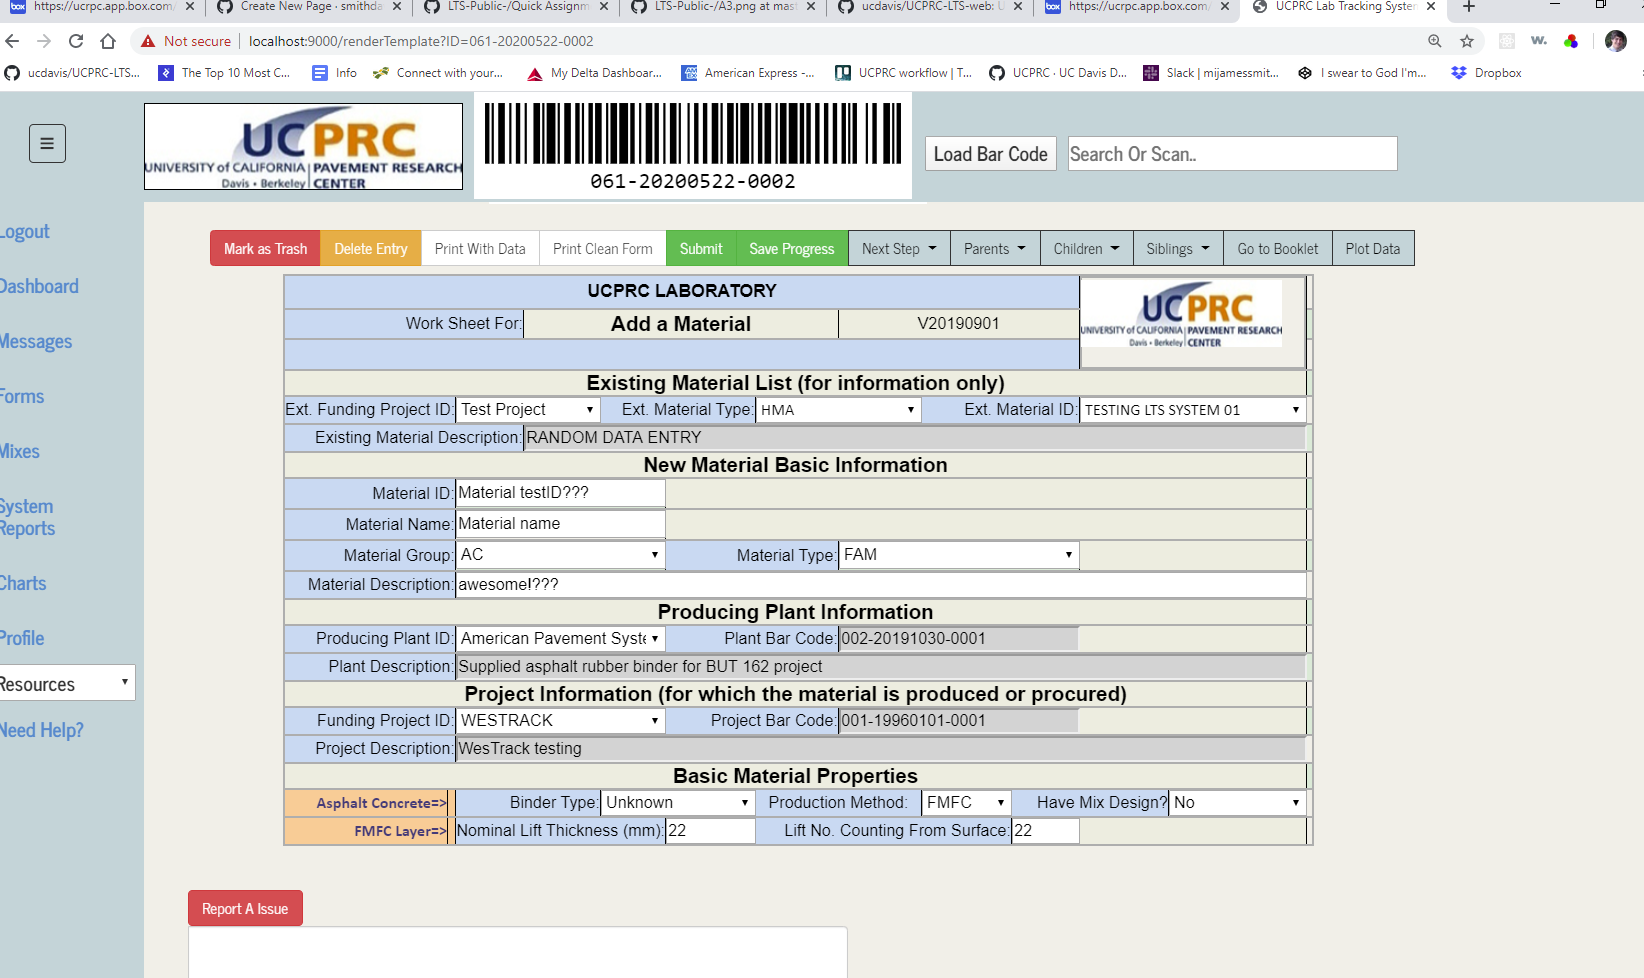 https://ucrpc.app.box.com/
Create New Page · smithda
LTS-Public-/Quick Assignm
LTS-Public-/A3.png at mast
ucdavis/UCPRC-LTS-web: U
https://ucrpc.app.box.com/
UCPRC Lab Tracking System
Not secure | localhost:9000/renderTemplate?ID=061-20200522-0002
ucdavis/UCPRC-LTS... The Top 10 Most C... Info Connect with your... My Delta Dashboar... American Express -... UCPRC workflow | T... UCPRC · UC Davis D... Slack | mijamessmit... I swear to God I'm... Dropbox
UCPRC
UNIVERSITY of CALIFORNIA | PAVEMENT RESEARCH
Davis • Berkeley | CENTER
061-20200522-0002
Load Bar Code
Search Or Scan..
Logout
Dashboard
Messages
Forms
Mixes
System
Reports
Charts
Profile
Resources
Need Help?
Mark as Trash Delete Entry Print With Data Print Clean Form Submit Save Progress Next Step Parents Children Siblings Go to Booklet Plot Data
UCPRC LABORATORY
Work Sheet For: Add a Material V20190901
UCPRC
UNIVERSITY of CALIFORNIA | PAVEMENT RESEARCH
Davis • Berkeley | CENTER
Existing Material List (for information only)
Ext. Funding Project ID: Test Project Ext. Material Type: HMA Ext. Material ID: TESTING LTS SYSTEM 01
Existing Material Description: RANDOM DATA ENTRY
New Material Basic Information
Material ID: Material testID???
Material Name: Material name
Material Group: AC Material Type: FAM
Material Description: awesome!???
Producing Plant Information
Producing Plant ID: American Pavement Syste Plant Bar Code: 002-20191030-0001
Plant Description: Supplied asphalt rubber binder for BUT 162 project
Project Information (for which the material is produced or procured)
Funding Project ID: WESTRACK Project Bar Code: 001-19960101-0001
Project Description: WesTrack testing
Basic Material Properties
Asphalt Concrete=> Binder Type: Unknown Production Method: FMFC Have Mix Design? No
FMFC Layer=> Nominal Lift Thickness (mm): 22 Lift No. Counting From Surface: 22
Report A Issue